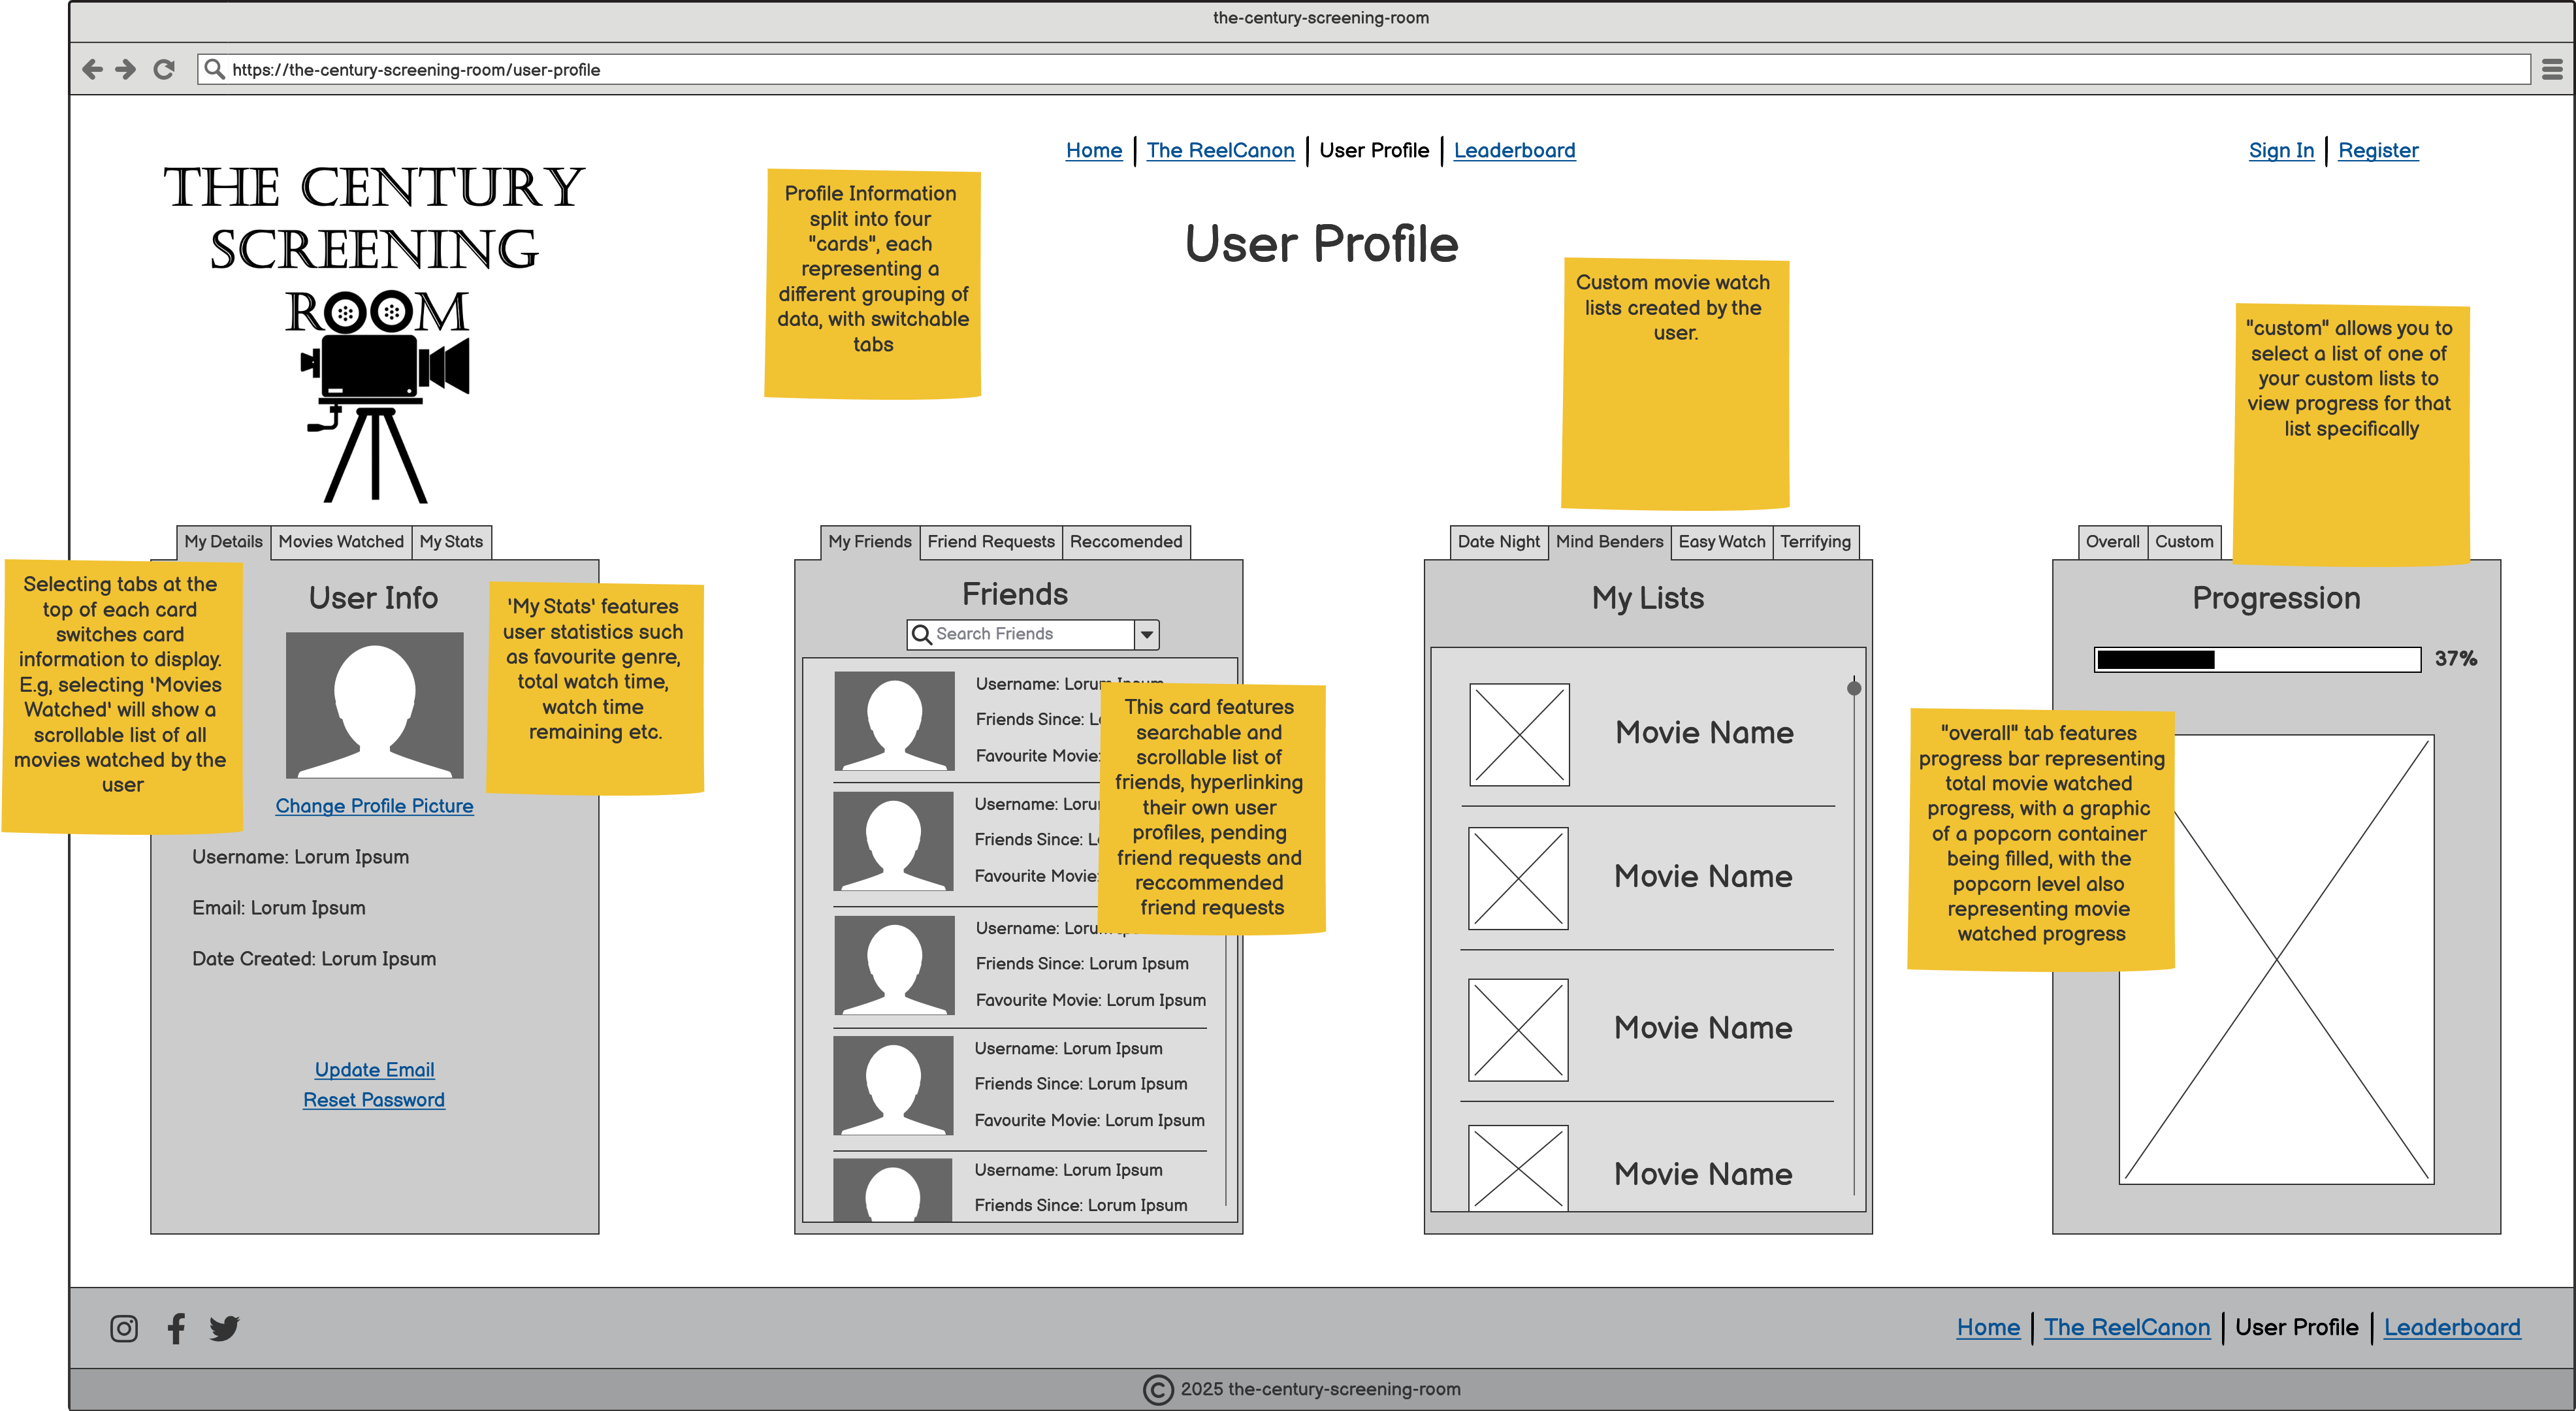 the-century-screening-room
https://the-century-screening-room/user-profile
Home | The ReelCanon | User Profile | Leaderboard
Sign In | Register
THE CENTURY
SCREENING
ROOM
Profile Information
split into four
"cards", each
representing a
different grouping of
data, with switchable
tabs
User Profile
Custom movie watch
lists created by the
user.
"custom" allows you to
select a list of one of
your custom lists to
view progress for that
list specifically
My Details
Movies Watched
My Stats
Selecting tabs at the
top of each card
switches card
information to display.
E.g, selecting 'Movies
Watched' will show a
scrollable list of all
movies watched by the
user
User Info
'My Stats' features
user statistics such
as favourite genre,
total watch time,
watch time
remaining etc.
Change Profile Picture
Username: Lorum Ipsum
Email: Lorum Ipsum
Date Created: Lorum Ipsum
Update Email
Reset Password
My Friends
Friend Requests
Reccomended
Friends
Search Friends
Username: Lorum Ipsum
Friends Since:
Favourite Movie:
Username:
Friends Since:
Favourite Movie:
Username:
Friends Since: Lorum Ipsum
Favourite Movie: Lorum Ipsum
Username: Lorum Ipsum
Friends Since: Lorum Ipsum
Favourite Movie: Lorum Ipsum
Username: Lorum Ipsum
Friends Since: Lorum Ipsum
This card features
searchable and
scrollable list of
friends, hyperlinking
their own user
profiles, pending
friend requests and
reccommended
friend requests
Date Night
Mind Benders
Easy Watch
Terrifying
My Lists
Movie Name
Movie Name
Movie Name
Movie Name
Overall
Custom
Progression
37%
"overall" tab features
progress bar representing
total movie watched
progress, with a graphic
of a popcorn container
being filled, with the
popcorn level also
representing movie
watched progress
Home | The ReelCanon | User Profile | Leaderboard
© 2025 the-century-screening-room